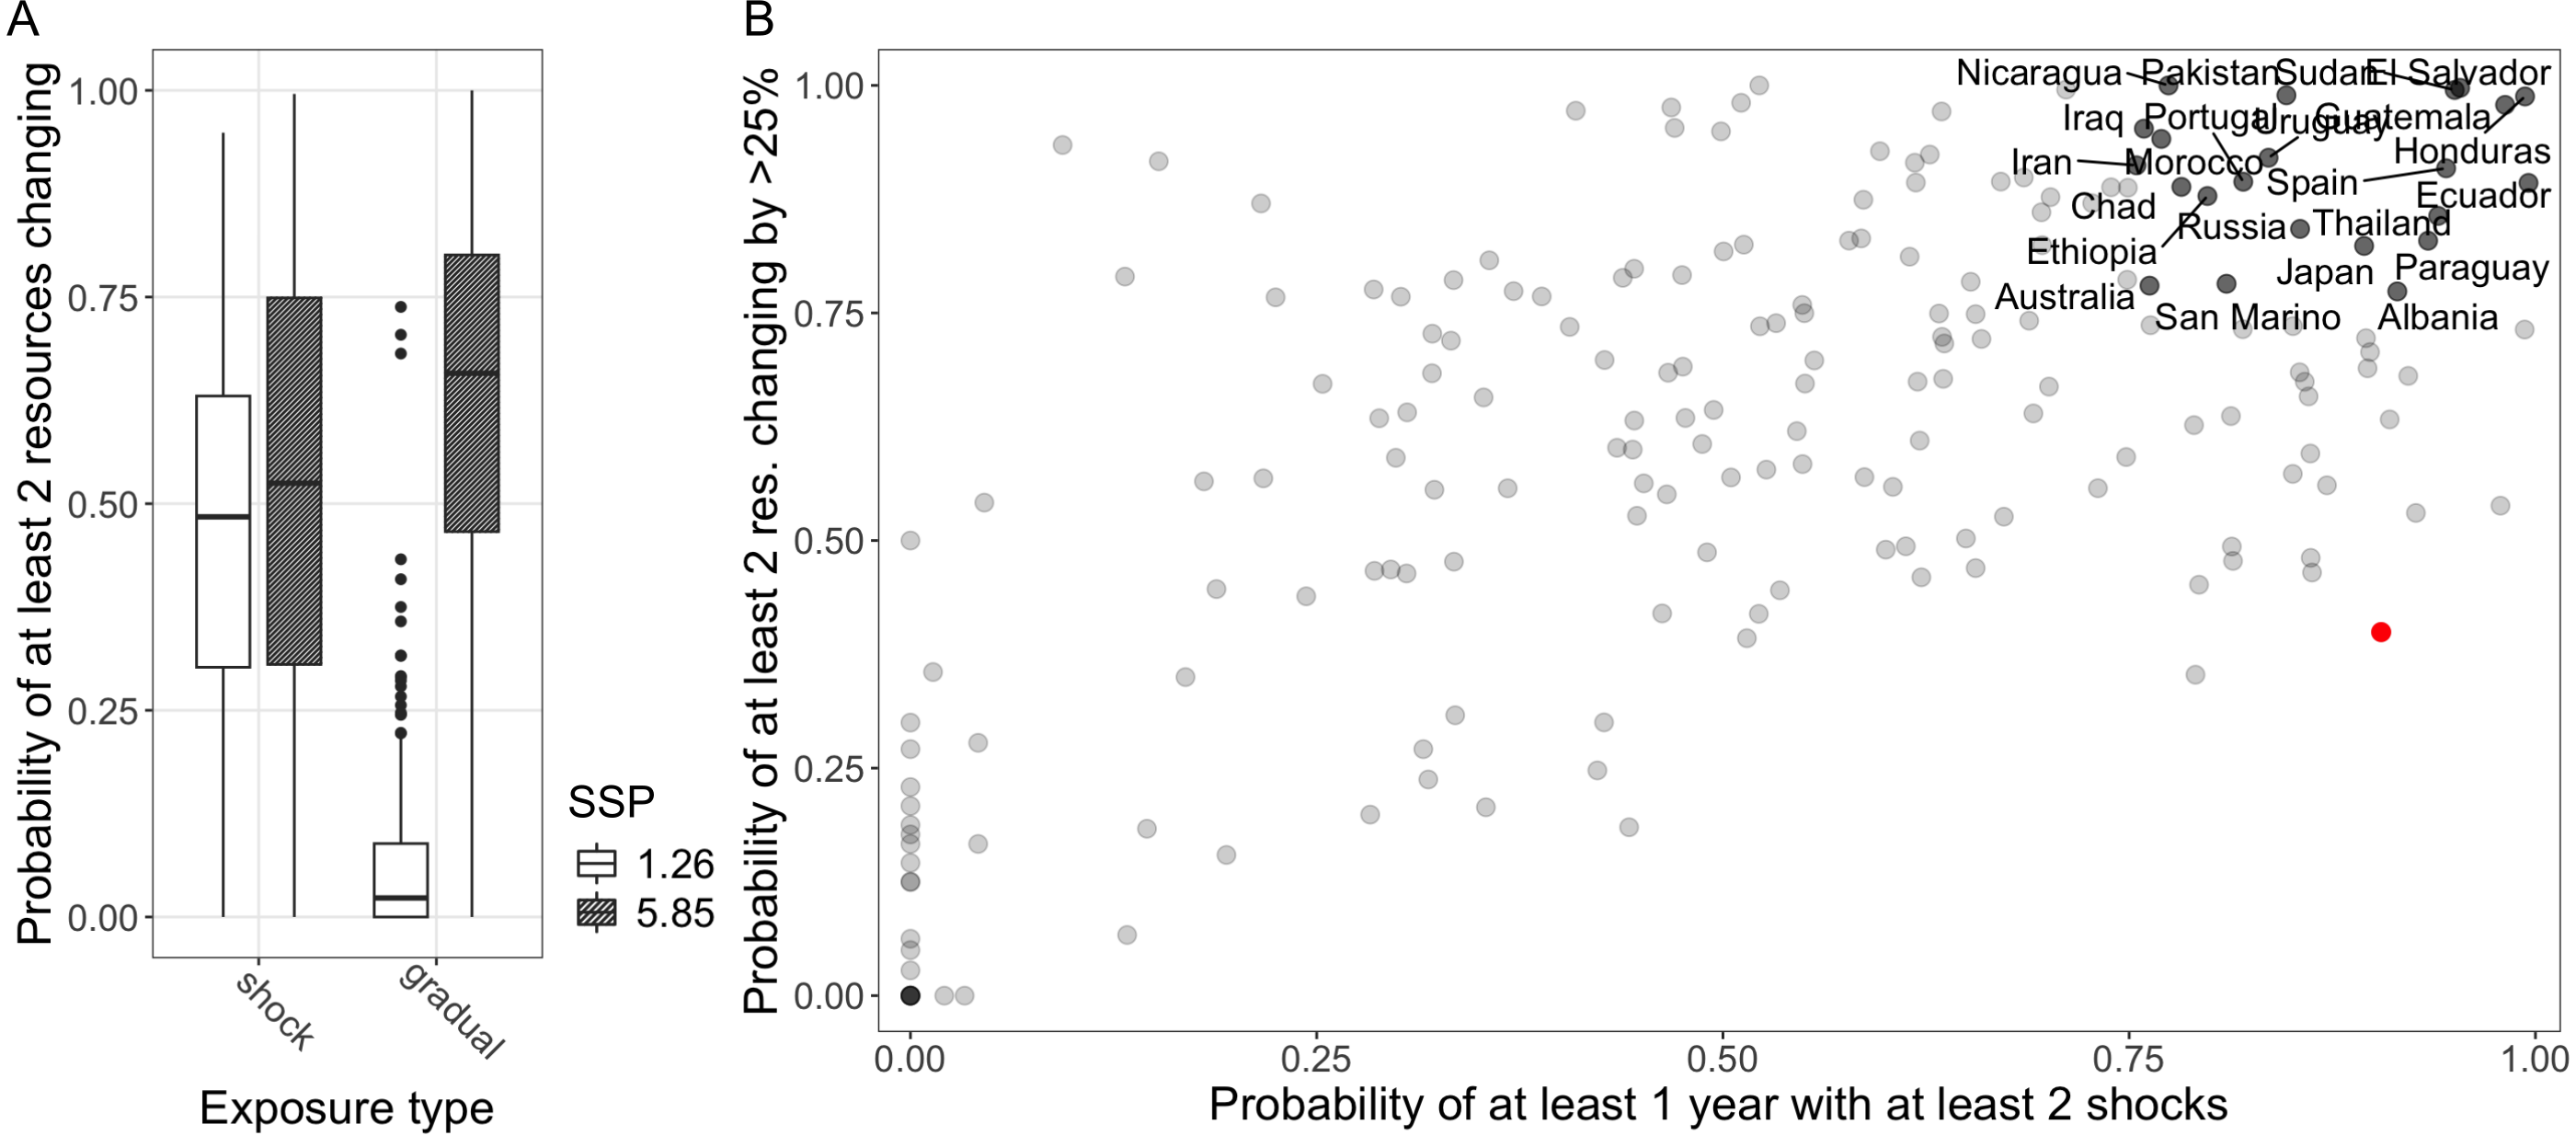 A
Probability of at least 2 resources changing
1.00
0.75
0.50
0.25
0.00
shock
gradual
Exposure type
SSP
1.26
5.85
B
Probability of at least 2 res. changing by >25%
1.00
0.75
0.50
0.25
0.00
Nicaragua
Pakistan
Sudan
El Salvador
Iraq
Portugal
Uruguay
Guatemala
Iran
Morocco
Honduras
Spain
Chad
Ecuador
Russia
Thailand
Ethiopia
Japan
Paraguay
Australia
San Marino
Albania
0.00
0.25
0.50
0.75
1.00
Probability of at least 1 year with at least 2 shocks